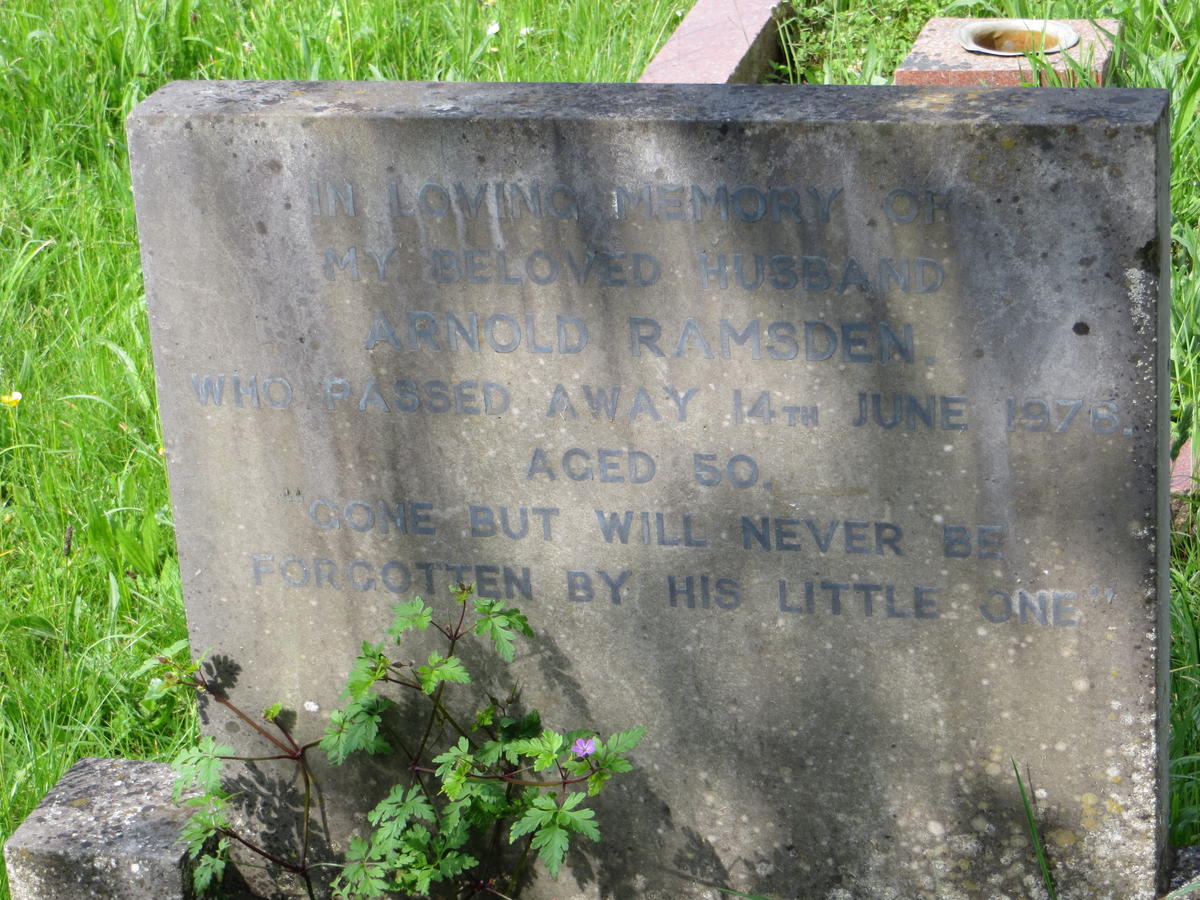 IN LOVING MEMORY OF
MY BELOVED HUSBAND
ARNOLD RAMSDEN.
WHO PASSED AWAY 14TH JUNE 1976.
AGED 50.
"GONE BUT WILL NEVER BE
FORGOTTEN BY HIS LITTLE ONE"